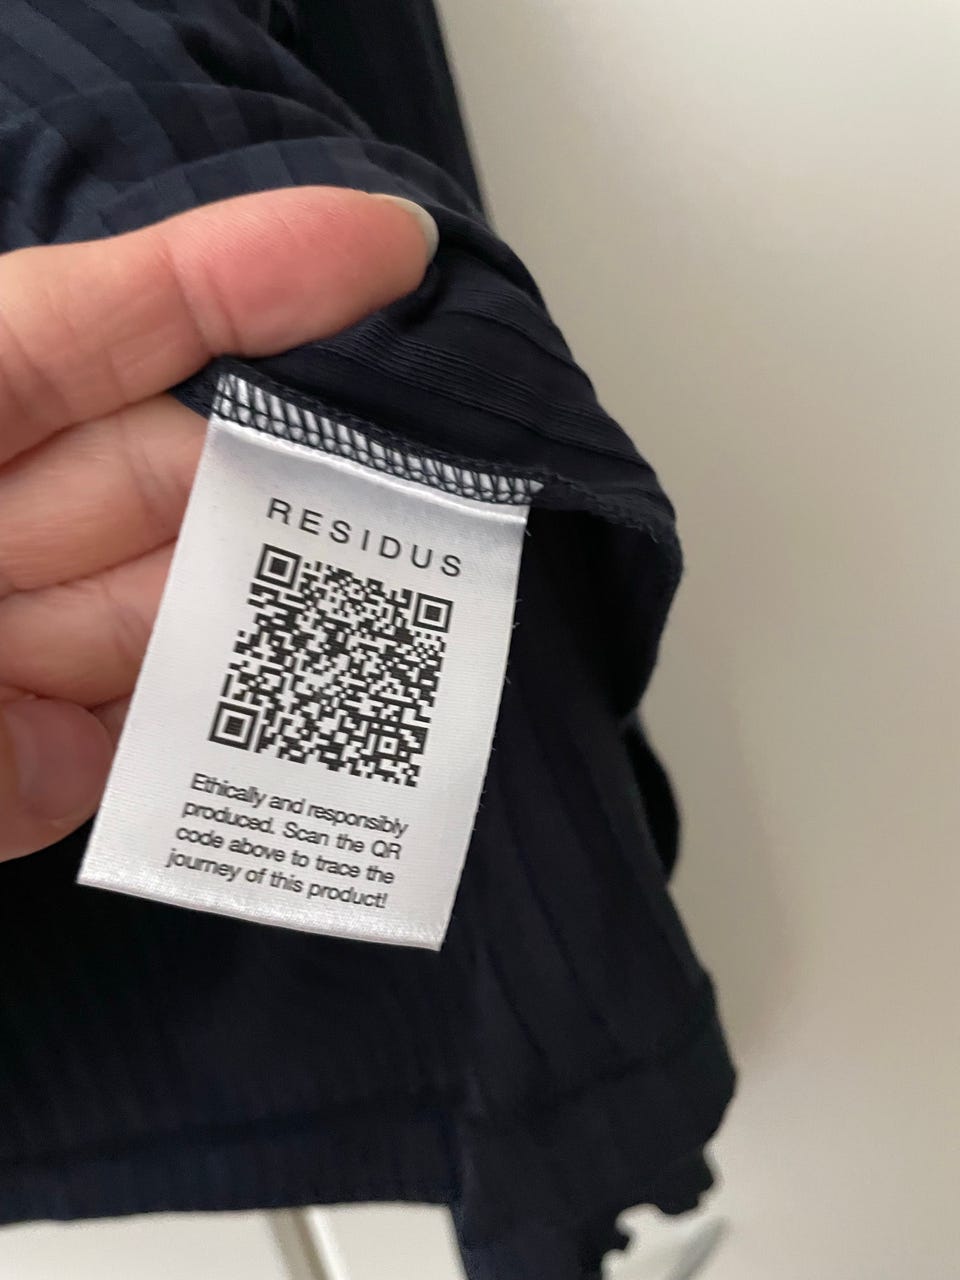 RESIDUS
Ethically and responsibly
produced. Scan the QR
code above to trace the
journey of this product!